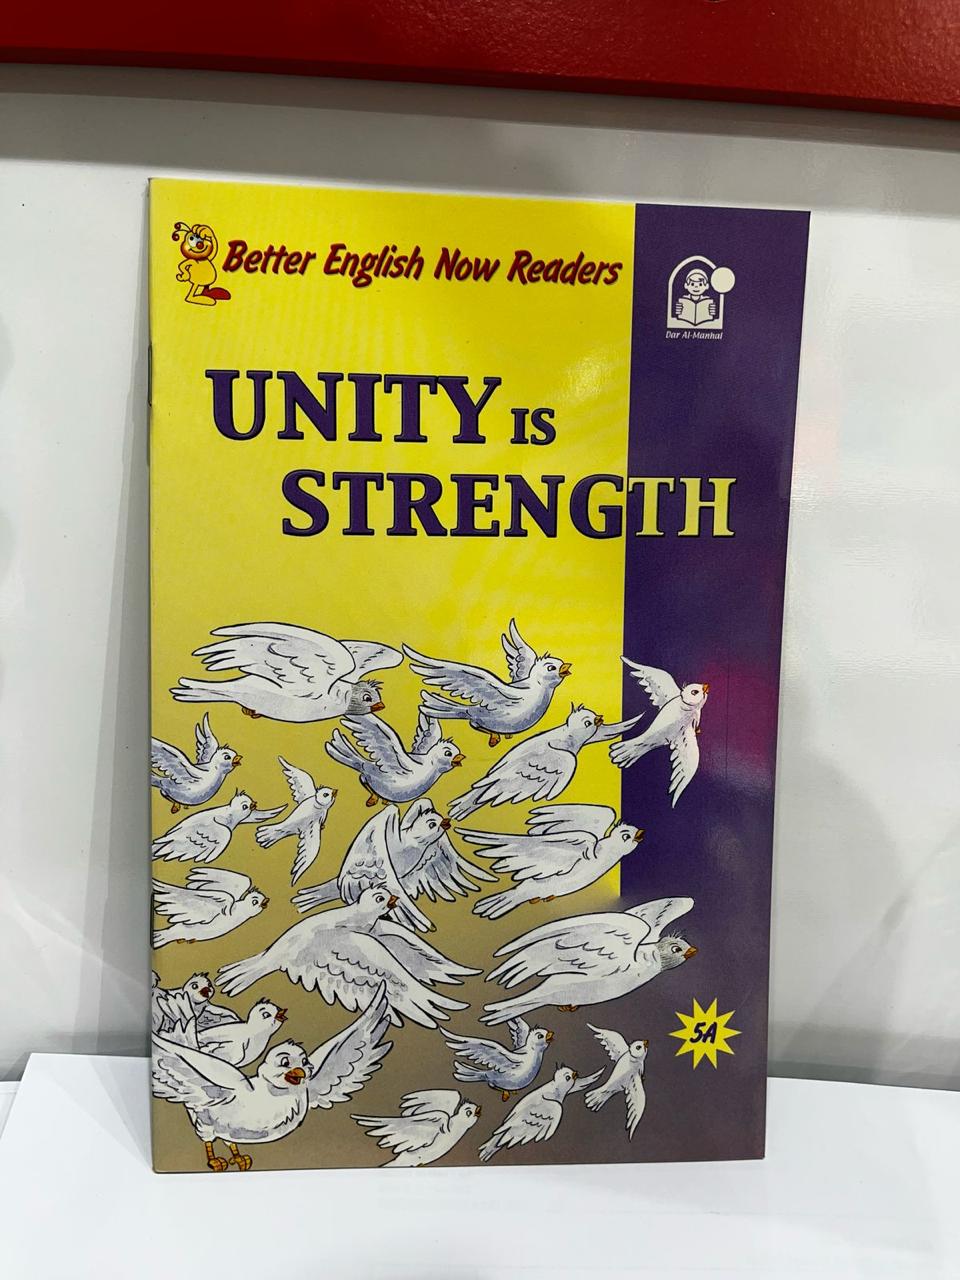 Better English Now Readers
Dar Al-Manhal
UNITY IS
STRENGTH
5A